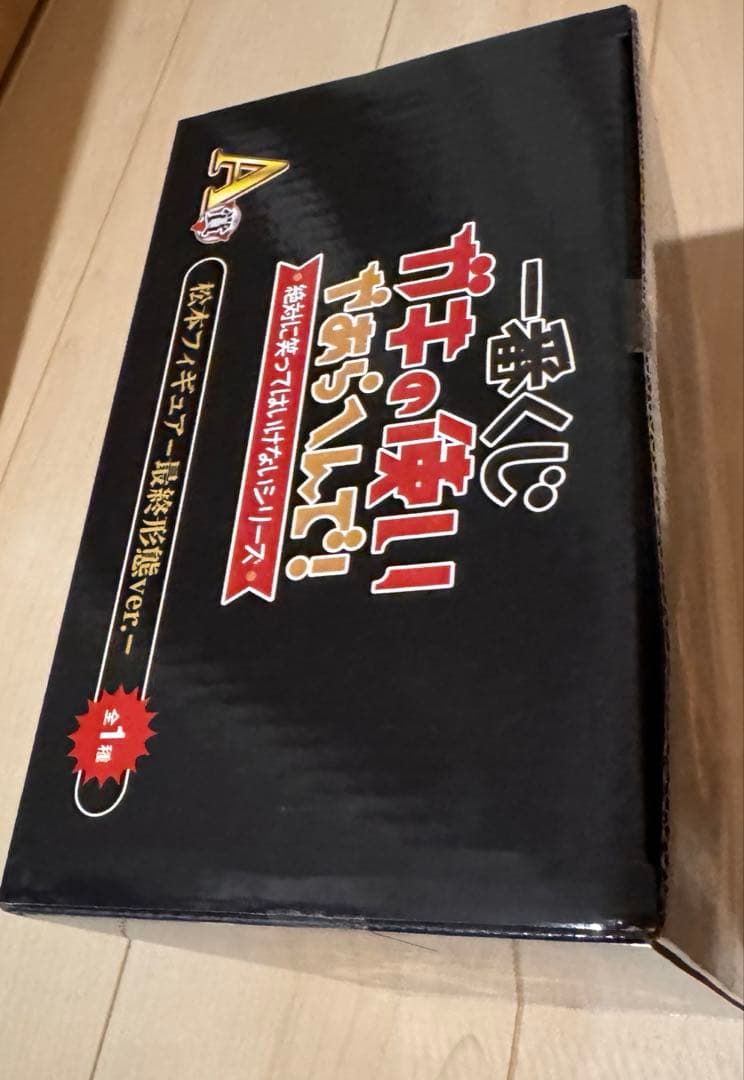 一番くじ
ガキの使い
やあらへんで!
絶対に笑ってはいけないシリーズ
A賞
松本フィギュアー最終形態ver.ー
全1種